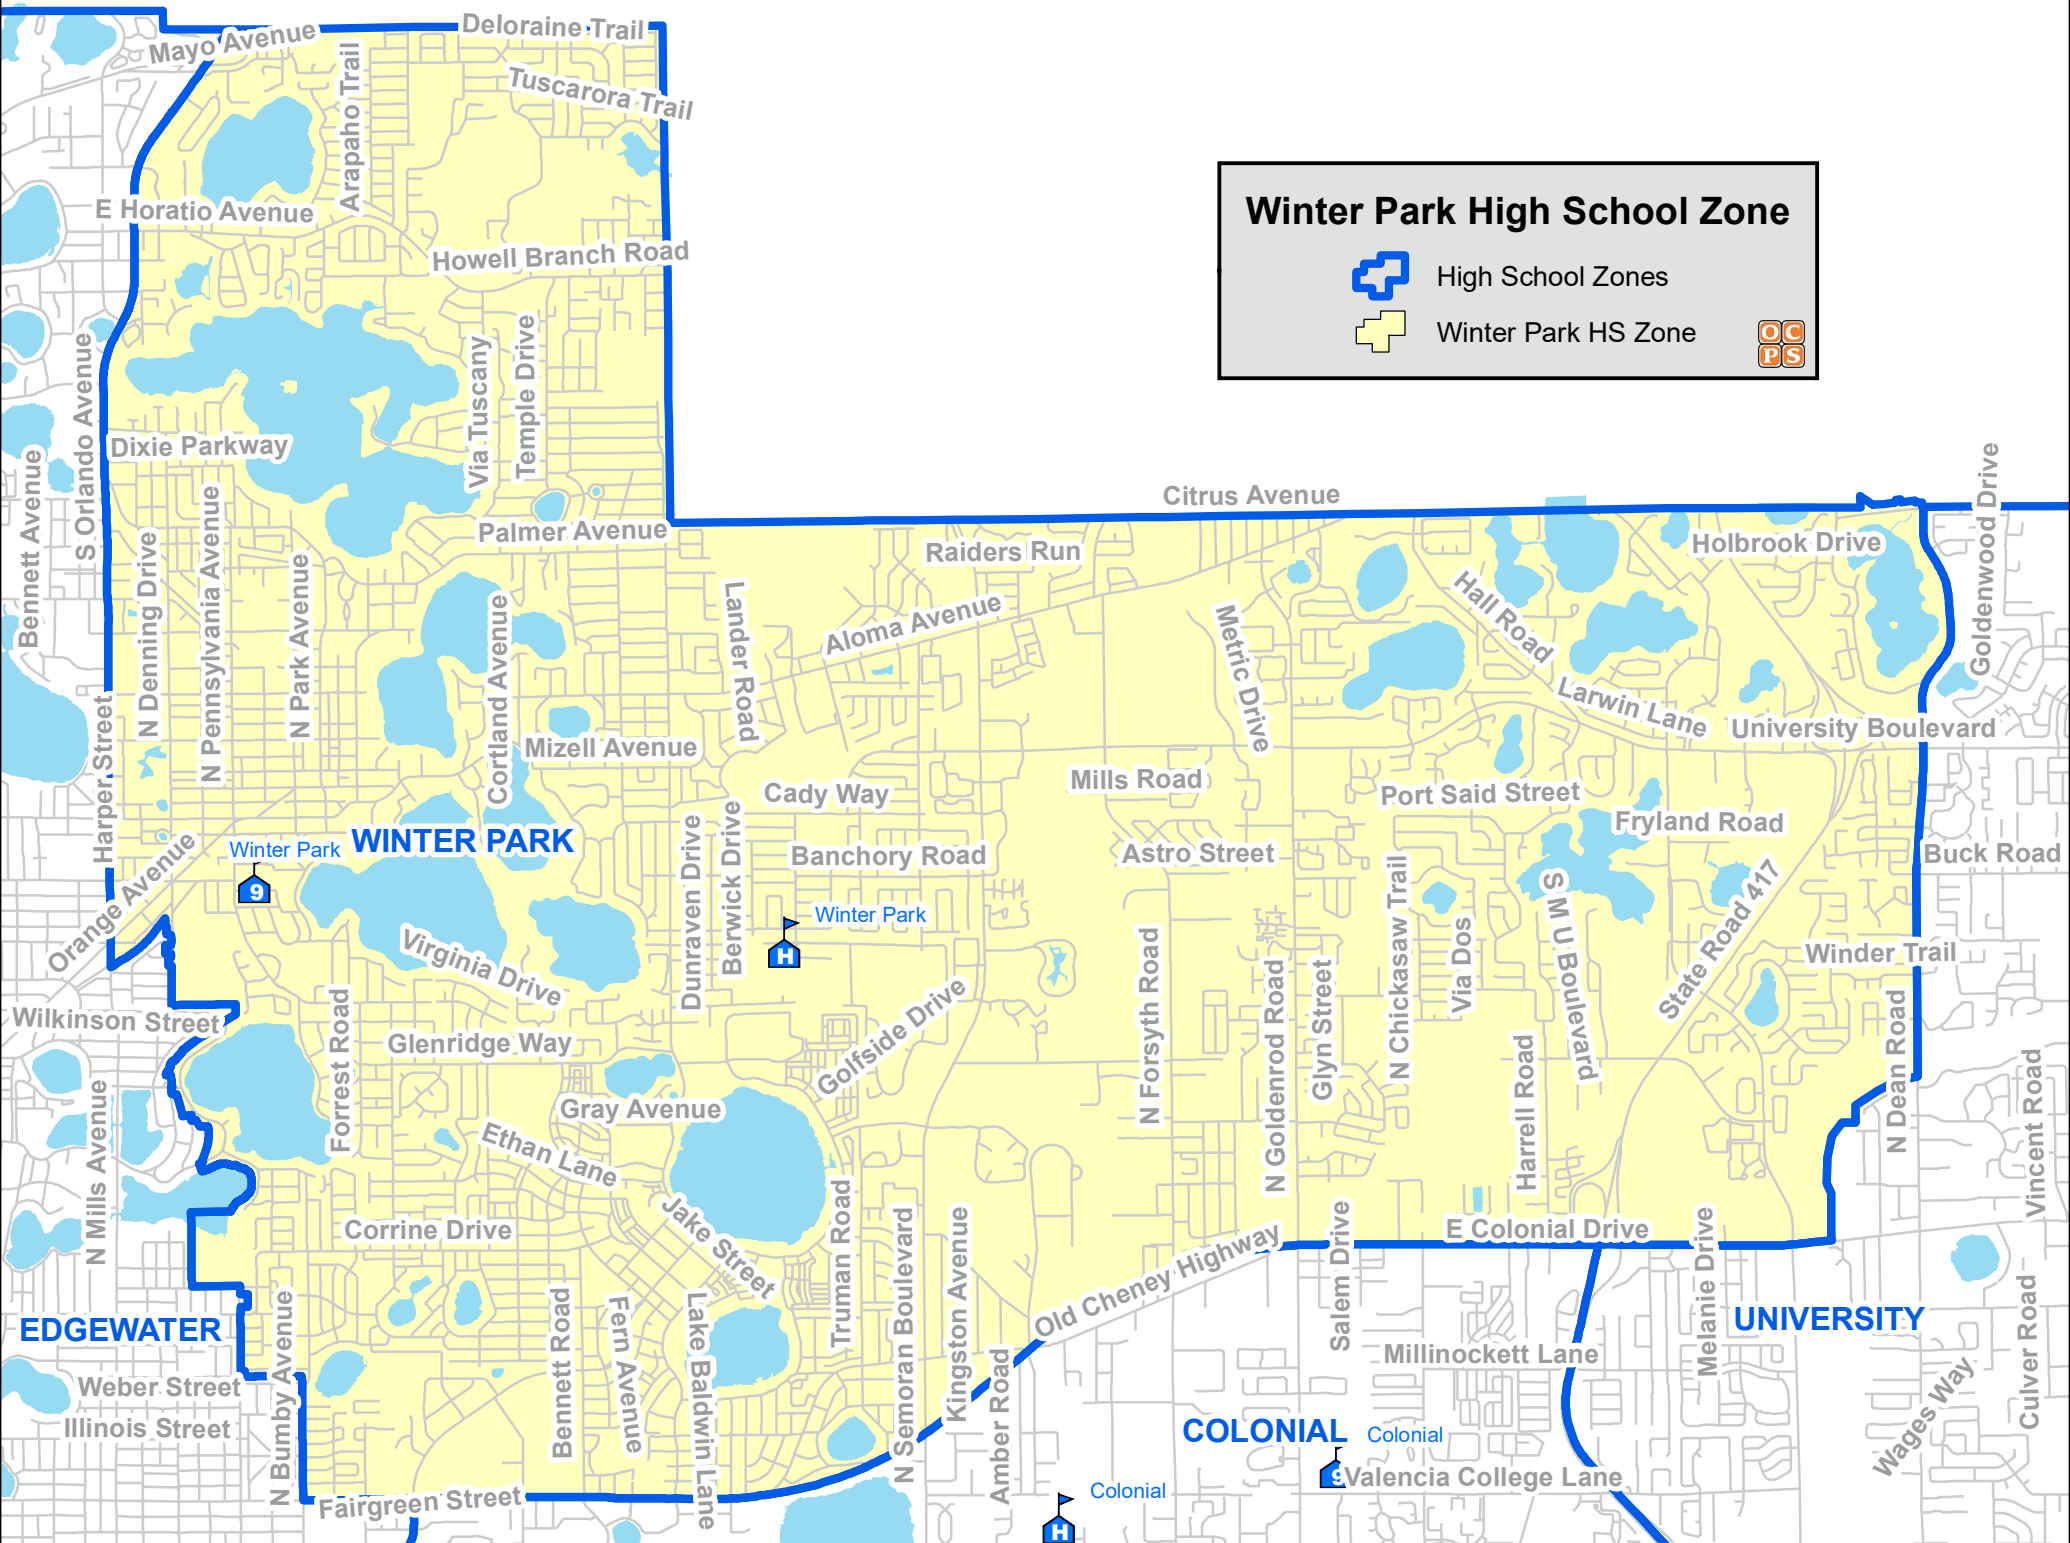 Deloraine Trail
Mayo Avenue
Tuscarora Trail
Arapaho Trail
E Horatio Avenue
Howell Branch Road
Winter Park High School Zone
High School Zones
Winter Park HS Zone
OC
PS
S Orlando Avenue
Via Tuscany
Temple Drive
Dixie Parkway
Bennett Avenue
Citrus Avenue
Goldenwood Drive
Palmer Avenue
Raiders Run
Holbrook Drive
N Denning Drive
N Pennsylvania Avenue
N Park Avenue
Cortland Avenue
Lander Road
Aloma Avenue
Metric Drive
Hall Road
Larwin Lane
University Boulevard
Harper Street
Mizell Avenue
Cady Way
Mills Road
Port Said Street
Fryland Road
Orange Avenue
Winter Park
9
WINTER PARK
Dunraven Drive
Berwick Drive
Banchory Road
Astro Street
Buck Road
N Chickasaw Trail
S M U Boulevard
State Road 417
Winter Park
H
Virginia Drive
Via Dos
Winder Trail
N Forsyth Road
N Goldenrod Road
Glyn Street
Wilkinson Street
Forrest Road
Glenridge Way
Golfside Drive
N Dean Road
Harrell Road
Vincent Road
N Mills Avenue
Gray Avenue
Ethan Lane
Jake Street
Truman Road
Corrine Drive
N Semoran Boulevard
Kingston Avenue
Old Cheney Highway
Salem Drive
E Colonial Drive
Melanie Drive
EDGEWATER
N Bumby Avenue
Bennett Road
Fern Avenue
Lake Baldwin Lane
UNIVERSITY
Culver Road
Weber Street
Illinois Street
Amber Road
Millinockett Lane
Wages Way
COLONIAL
Colonial
9
Valencia College Lane
Fairgreen Street
Colonial
H